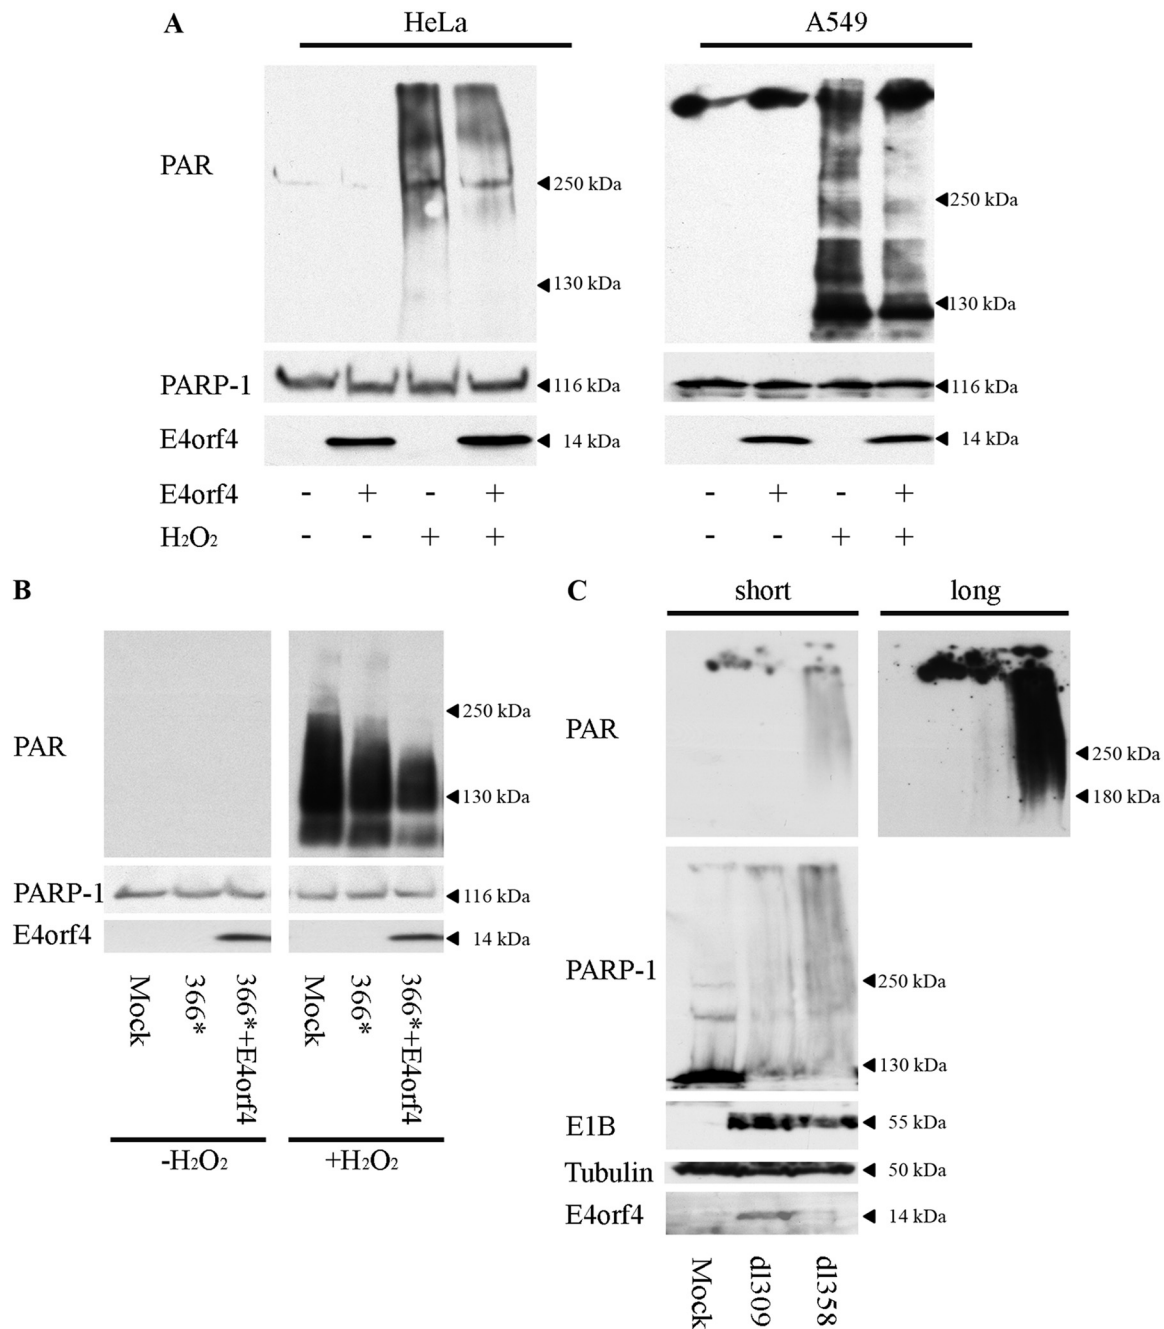 A
HeLa
A549
PAR
◄250 kDa
◄130 kDa
◄250 kDa
◄130 kDa
PARP-1
◄116 kDa
◄116 kDa
E4orf4
◄ 14 kDa
◄ 14 kDa
E4orf4 - + - + - + - +
H₂O₂ - - + + - - + +
B
PAR
◄250 kDa
◄130 kDa
PARP-1
◄116 kDa
E4orf4
◄ 14 kDa
Mock
366*
366*+E4orf4
Mock
366*
366*+E4orf4
-H₂O₂
+H₂O₂
C
short
long
PAR
◄250 kDa
◄180 kDa
PARP-1
◄250 kDa
◄130 kDa
E1B
◄ 55 kDa
Tubulin
◄ 50 kDa
E4orf4
◄ 14 kDa
Mock
dl309
dl358